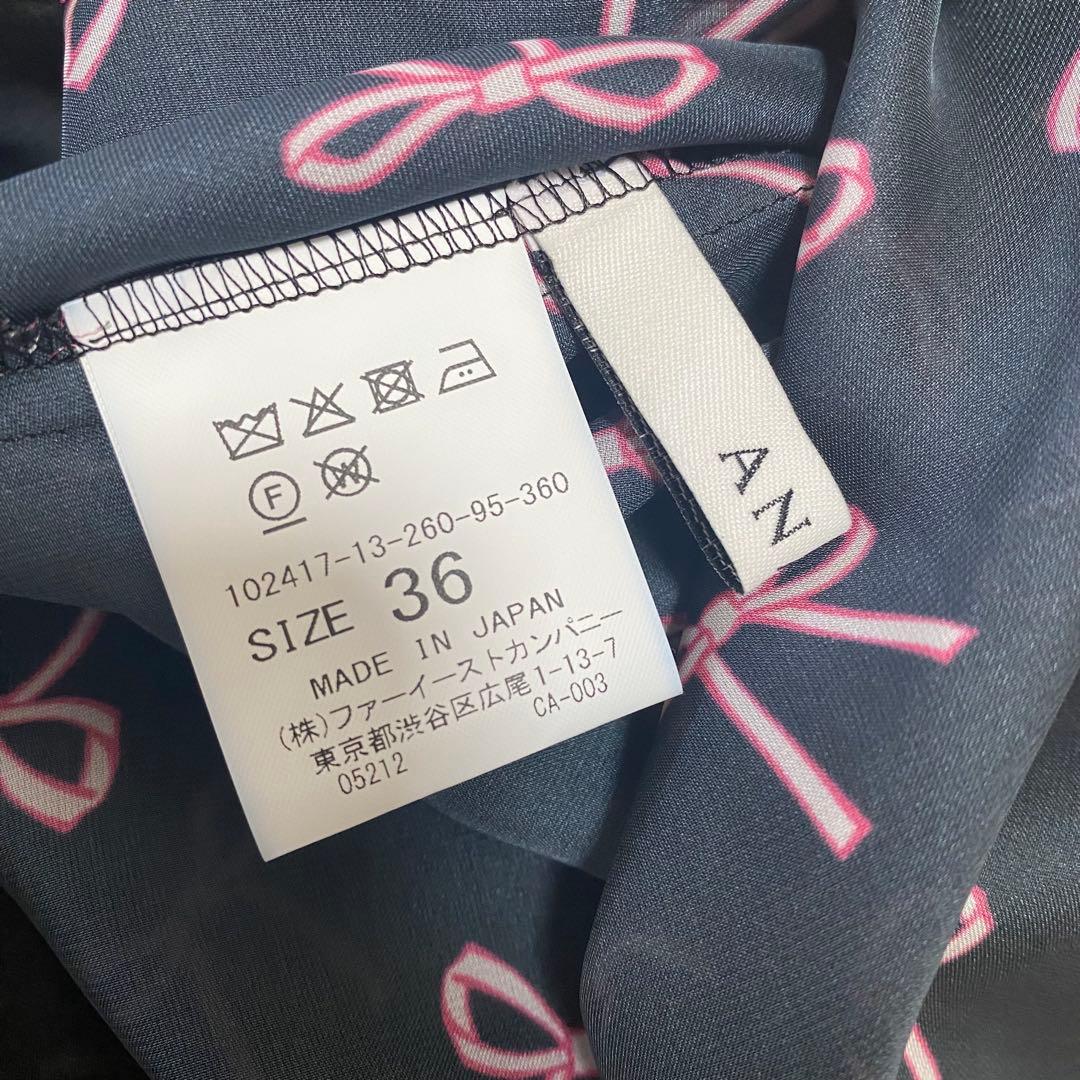 F
W
102417-13-260-95-360
SIZE 36
MADE IN JAPAN
(株)ファーイーストカンパニー
東京都渋谷区広尾1-13-7
05212 CA-003
AN